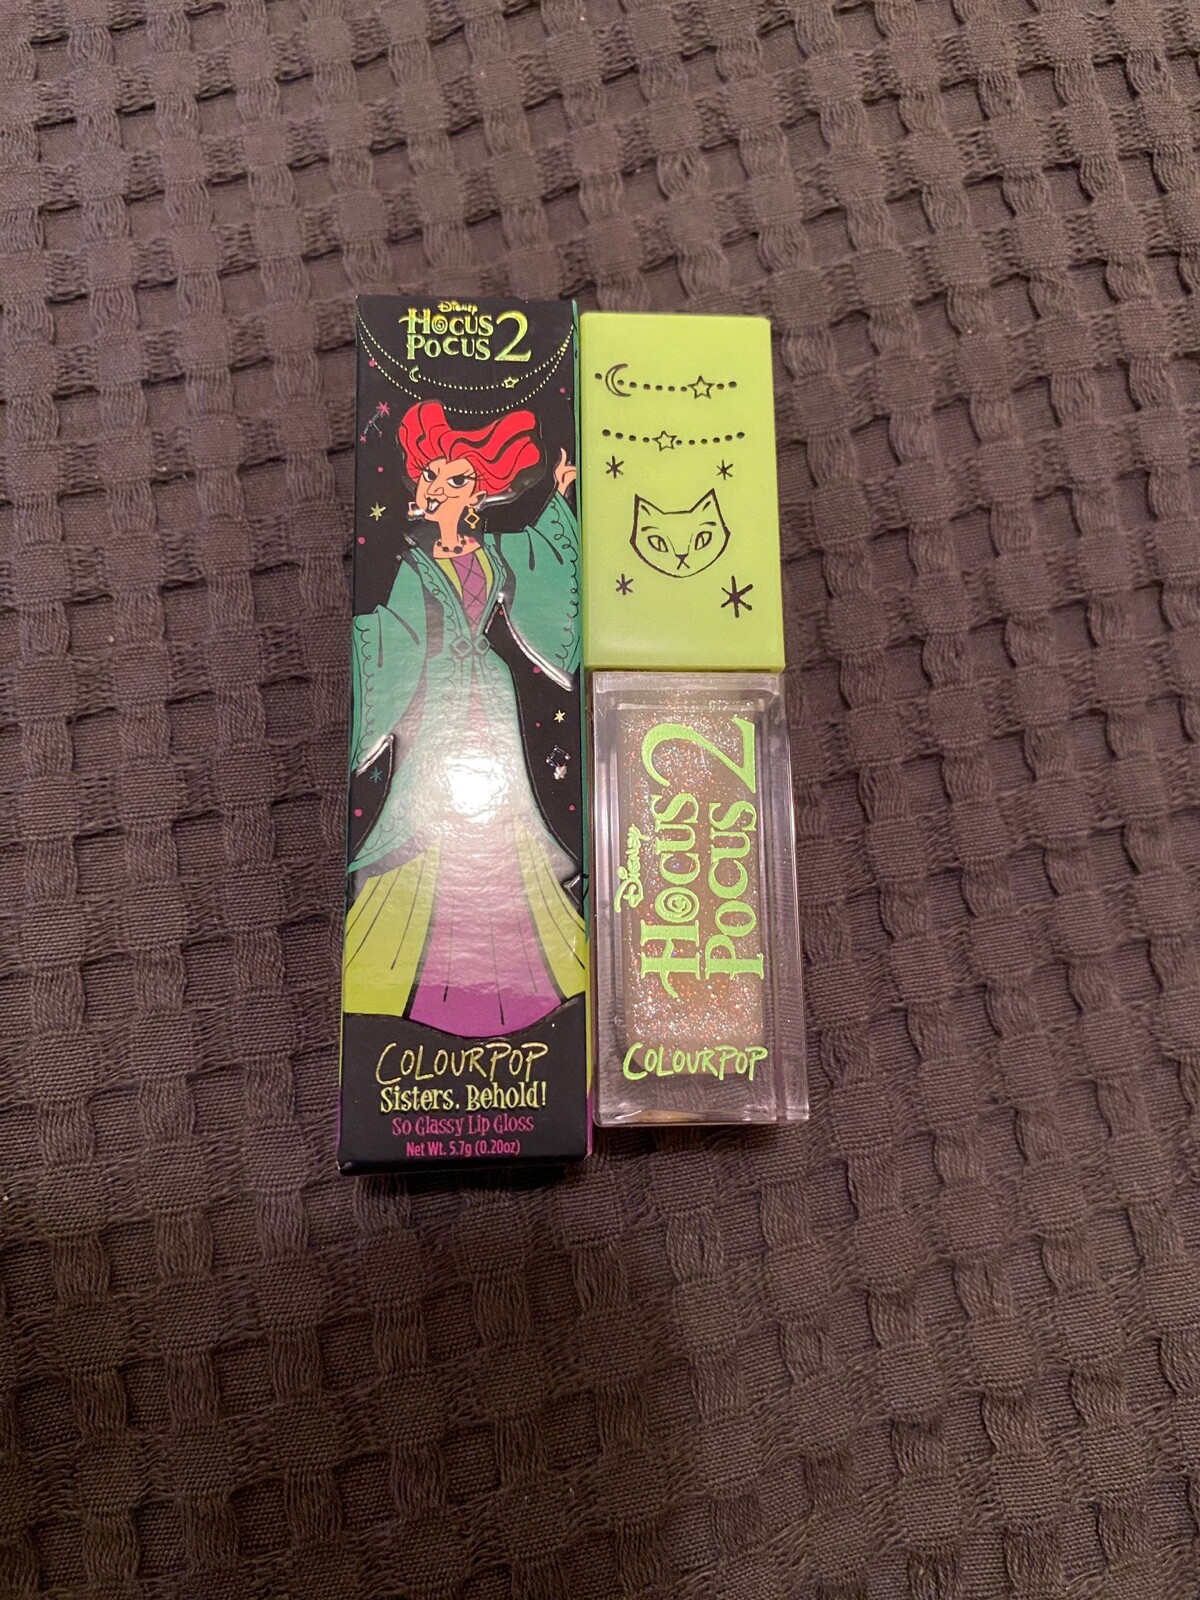 Disney
HOCUS
POCUS 2
COLOURPOP
Sisters, Behold!
So Glassy Lip Gloss
Net Wt. 5.7g (0.20oz)
Disney
HOCUS
POCUS 2
COLOURPOP